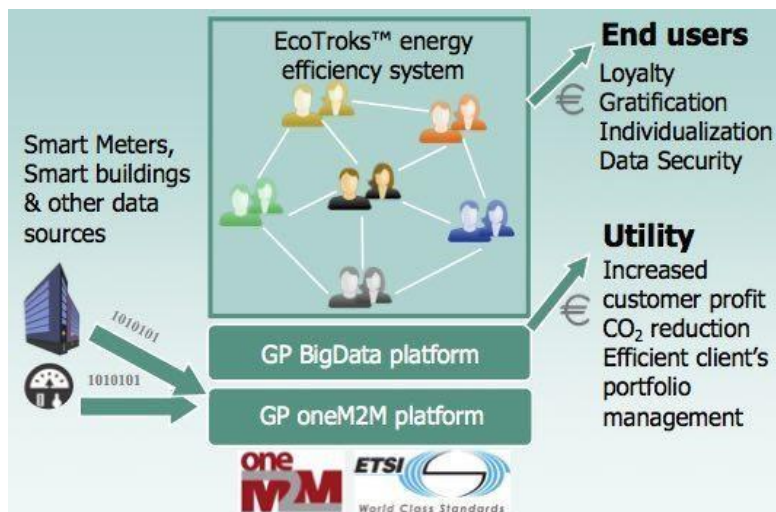 EcoTroks™ energy
efficiency system
Smart Meters,
Smart buildings
& other data
sources
1010101
1010101
GP BigData platform
GP oneM2M platform
one
M2M
ETSI
World Class Standards
End users
€
Loyalty
Gratification
Individualization
Data Security
Utility
€
Increased
customer profit
CO₂ reduction
Efficient client's
portfolio
management